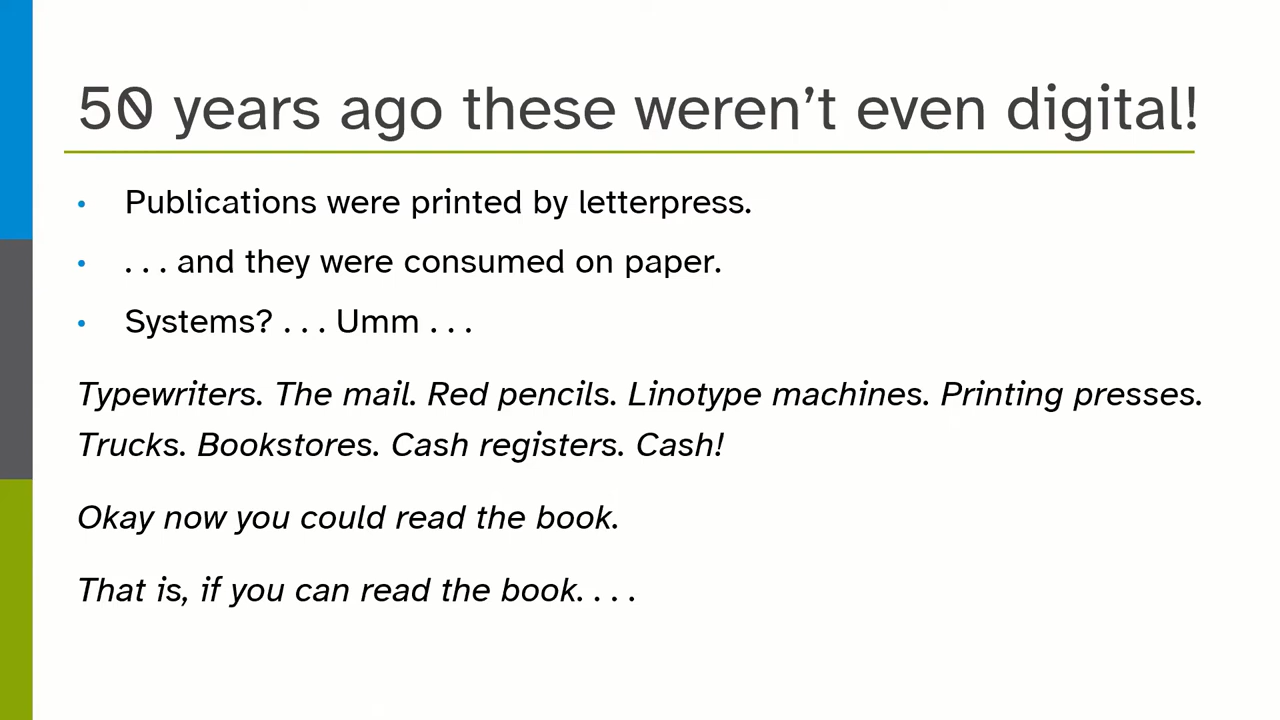 50 years ago these weren’t even digital!
• Publications were printed by letterpress.
• . . . and they were consumed on paper.
• Systems? . . . Umm . . .
Typewriters. The mail. Red pencils. Linotype machines. Printing presses.
Trucks. Bookstores. Cash registers. Cash!
Okay now you could read the book.
That is, if you can read the book. . . .